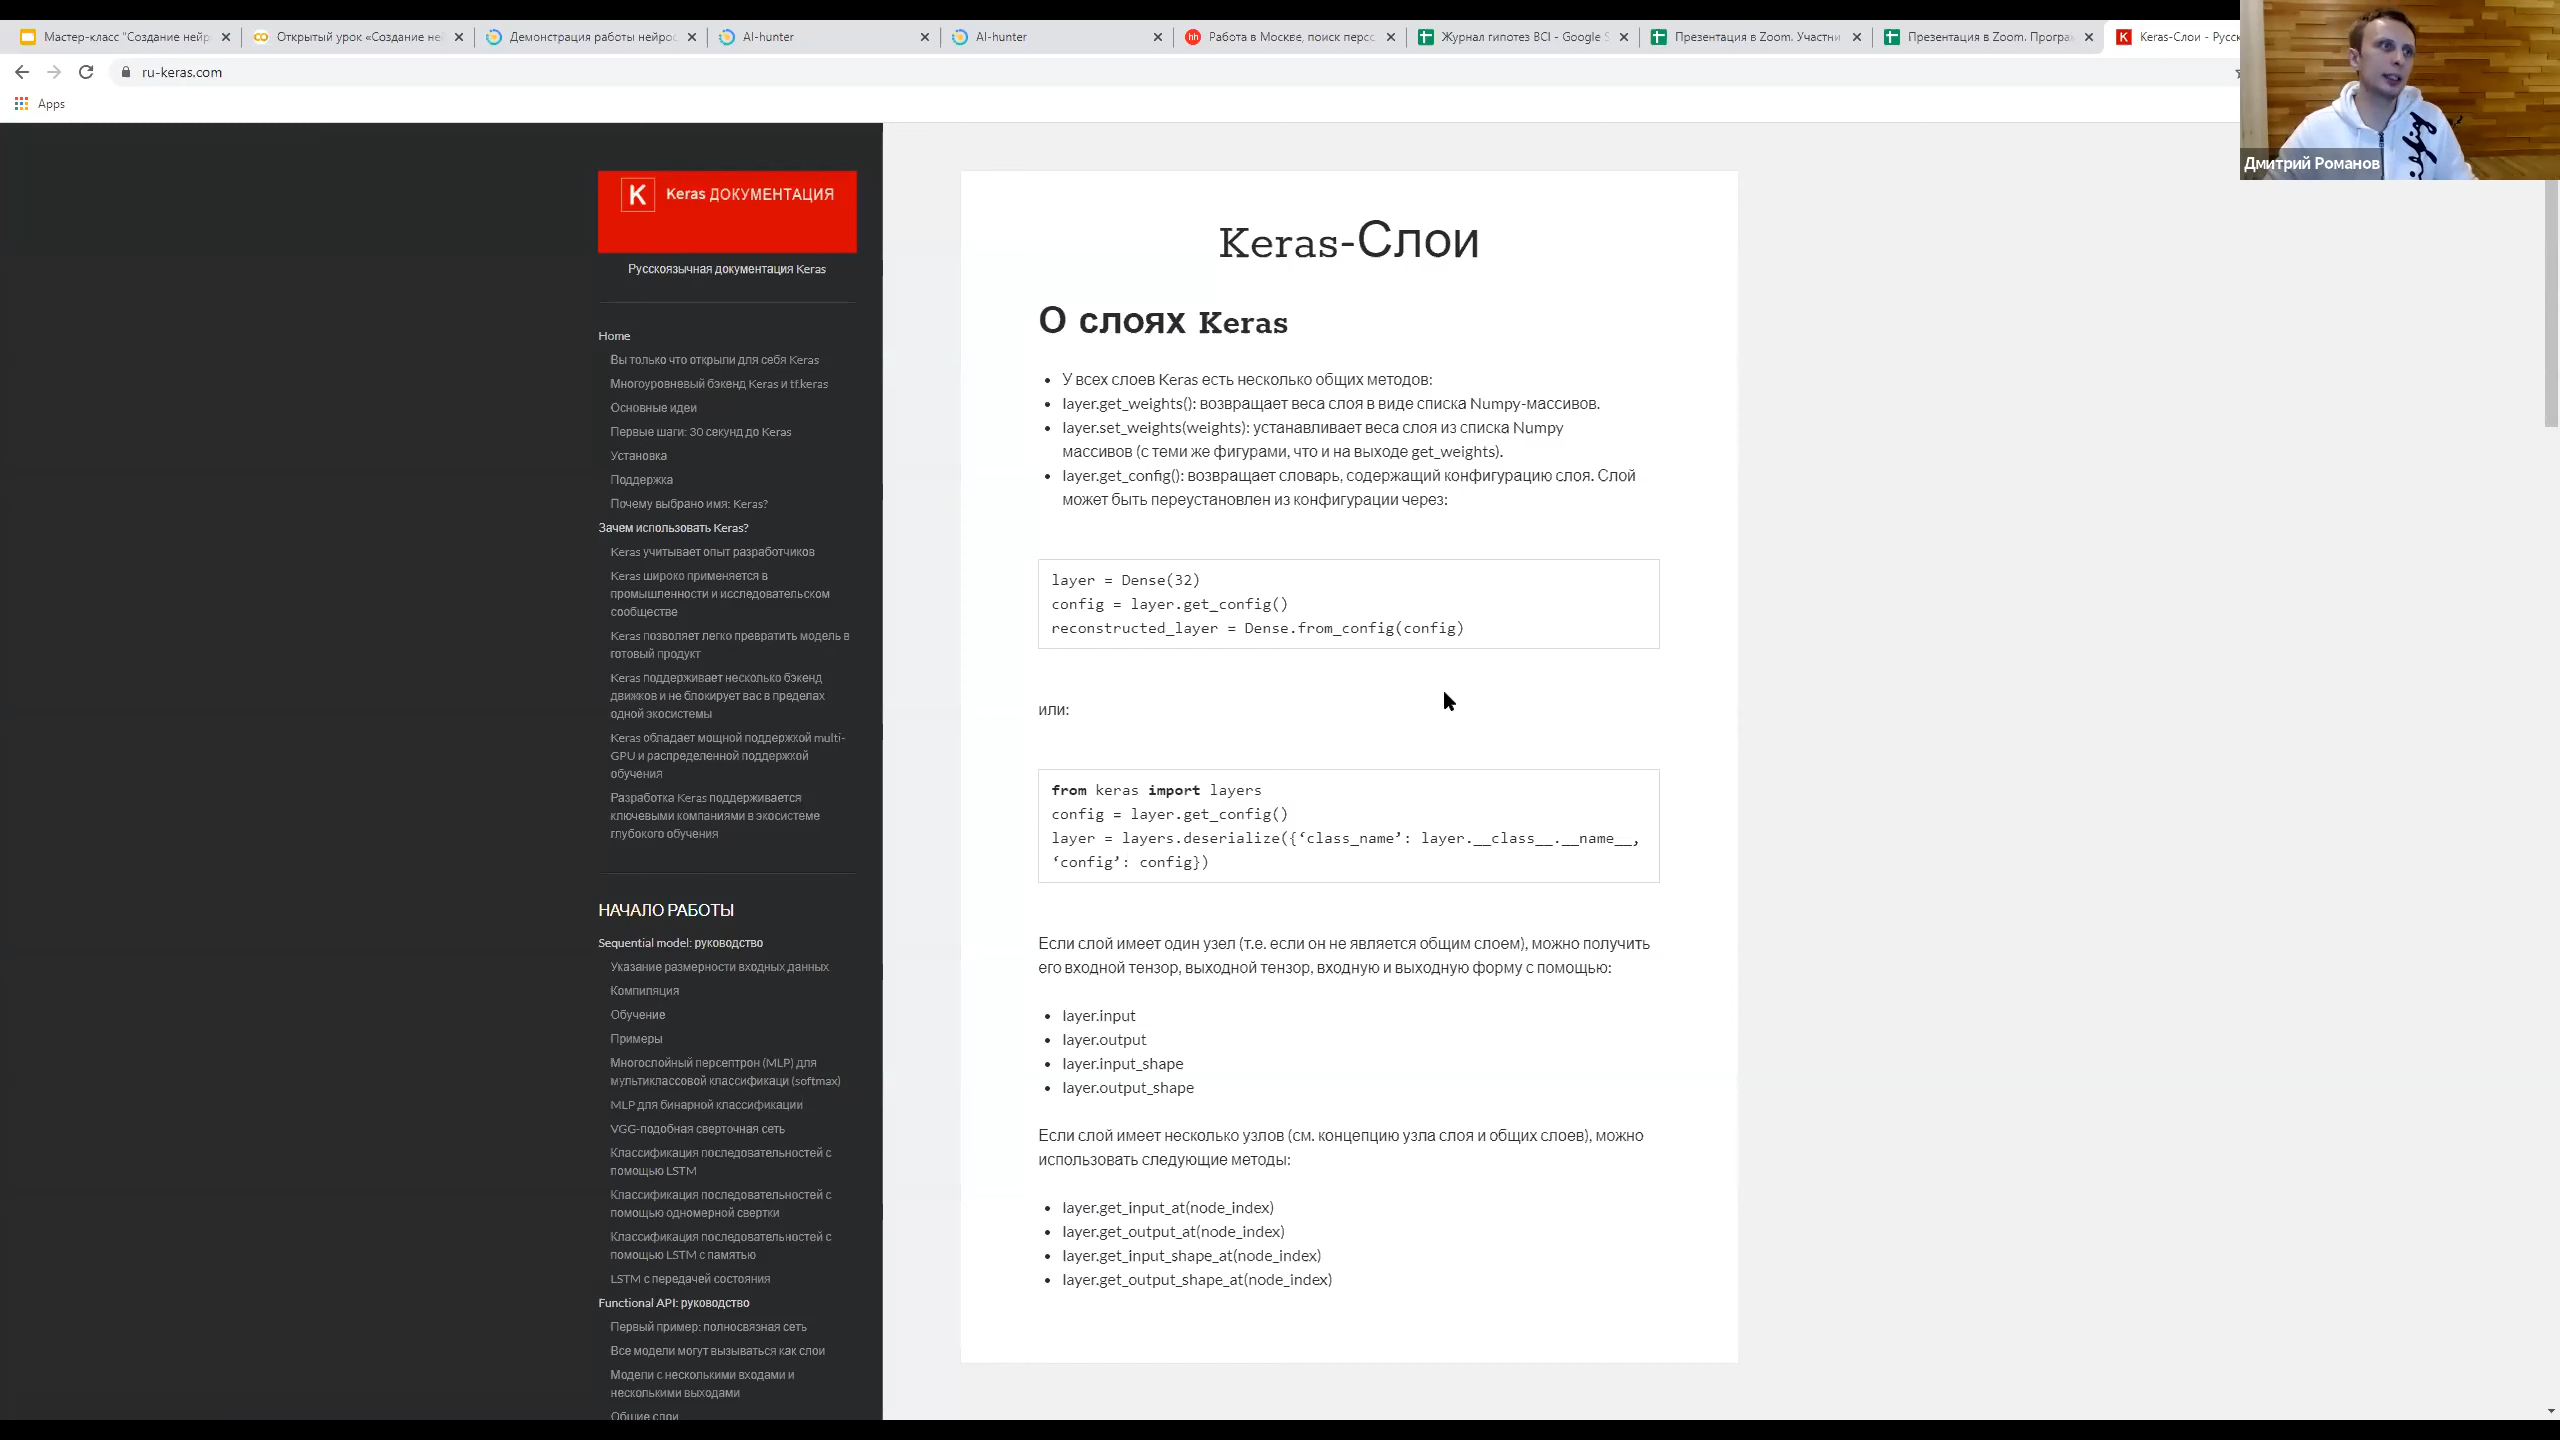 Мастер-класс "Создание нейр
Открытый урок «Создание не
Демонстрация работы нейрос
AI-hunter
AI-hunter
Работа в Москве, поиск персо
Журнал гипотез BCI - Google S
Презентация в Zoom. Участни
Презентация в Zoom. Програм
Keras-Слои - Русск
ru-keras.com
Apps
Дмитрий Романов
K Keras ДОКУМЕНТАЦИЯ
Русскоязычная документация Keras
Home
Вы только что открыли для себя Keras
Многоуровневый бэкенд Keras и tf.keras
Основные идеи
Первые шаги: 30 секунд до Keras
Установка
Поддержка
Почему выбрано имя: Keras?
Зачем использовать Keras?
Keras учитывает опыт разработчиков
Keras широко применяется в
промышленности и исследовательском
сообществе
Keras позволяет легко превратить модель в
готовый продукт
Keras поддерживает несколько бэкенд
движков и не блокирует вас в пределах
одной экосистемы
Keras обладает мощной поддержкой multi-
GPU и распределенной поддержкой
обучения
Разработка Keras поддерживается
ключевыми компаниями в экосистеме
глубокого обучения
НАЧАЛО РАБОТЫ
Sequential model: руководство
Указание размерности входных данных
Компиляция
Обучение
Примеры
Многослойный персептрон (MLP) для
мультиклассовой классификаци (softmax)
MLP для бинарной классификации
VGG-подобная сверточная сеть
Классификация последовательностей с
помощью LSTM
Классификация последовательностей с
помощью одномерной свертки
Классификация последовательностей с
помощью LSTM с памятью
LSTM с передачей состояния
Functional API: руководство
Первый пример: полносвязная сеть
Все модели могут вызываться как слои
Модели с несколькими входами и
несколькими выходами
Общие слои
Keras-Слои
О слоях Keras
• У всех слоев Keras есть несколько общих методов:
• layer.get_weights(): возвращает веса слоя в виде списка Numpy-массивов.
• layer.set_weights(weights): устанавливает веса слоя из списка Numpy
массивов (с теми же фигурами, что и на выходе get_weights).
• layer.get_config(): возвращает словарь, содержащий конфигурацию слоя. Слой
может быть переустановлен из конфигурации через:
layer = Dense(32)
config = layer.get_config()
reconstructed_layer = Dense.from_config(config)
или:
from keras import layers
config = layer.get_config()
layer = layers.deserialize({‘class_name’: layer.__class__.__name__,
‘config’: config})
Если слой имеет один узел (т.е. если он не является общим слоем), можно получить
его входной тензор, выходной тензор, входную и выходную форму с помощью:
• layer.input
• layer.output
• layer.input_shape
• layer.output_shape
Если слой имеет несколько узлов (см. концепцию узла слоя и общих слоев), можно
использовать следующие методы:
• layer.get_input_at(node_index)
• layer.get_output_at(node_index)
• layer.get_input_shape_at(node_index)
• layer.get_output_shape_at(node_index)